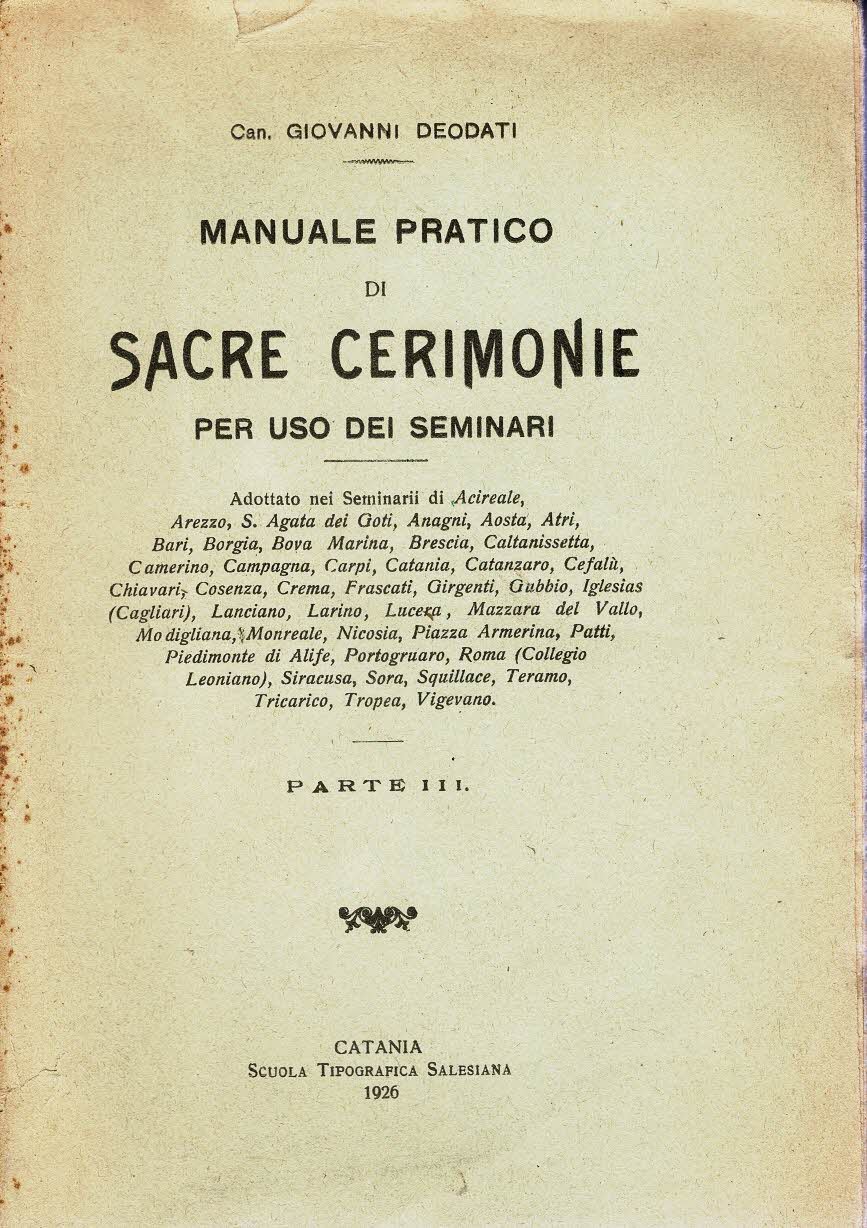 Can. GIOVANNI DEODATI
MANUALE PRATICO
DI
SACRE CERIMONIE
PER USO DEI SEMINARI
Adottato nei Seminarii di Acireale,
Arezzo, S. Agata dei Goti, Anagni, Aosta, Atri,
Bari, Borgia, Bova Marina, Brescia, Caltanissetta,
Camerino, Campagna, Carpi, Catania, Catanzaro, Cefalù,
Chiavari, Cosenza, Crema, Frascati, Girgenti, Gubbio, Iglesias
(Cagliari), Lanciano, Larino, Lucera, Mazzara del Vallo,
Modigliana, Monreale, Nicosia, Piazza Armerina, Patti,
Piedimonte di Alife, Portogruaro, Roma (Collegio
Leoniano), Siracusa, Sora, Squillace, Teramo,
Tricarico, Tropea, Vigevano.
PARTE III.
CATANIA
SCUOLA TIPOGRAFICA SALESIANA
1926